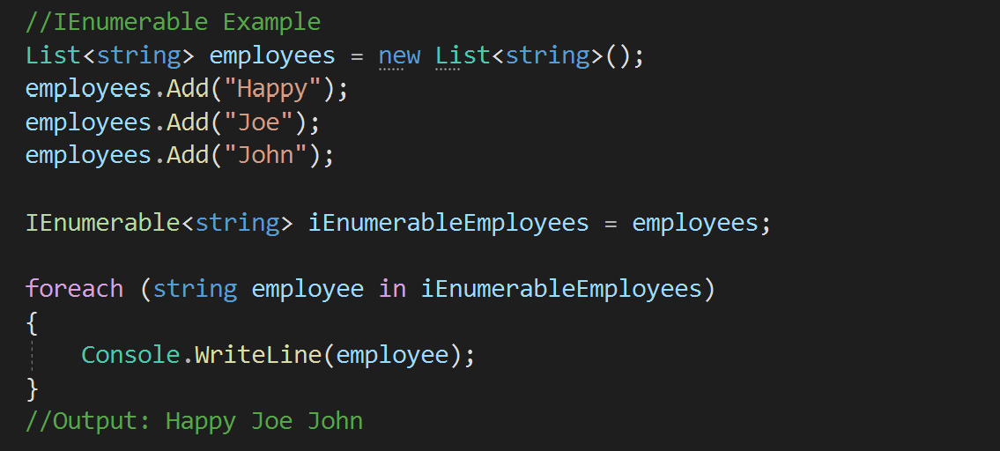 //IEnumerable Example
List<string> employees = new List<string>();
employees.Add("Happy");
employees.Add("Joe");
employees.Add("John");
IEnumerable<string> iEnumerableEmployees = employees;
foreach (string employee in iEnumerableEmployees)
{
    Console.WriteLine(employee);
}
//Output: Happy Joe John